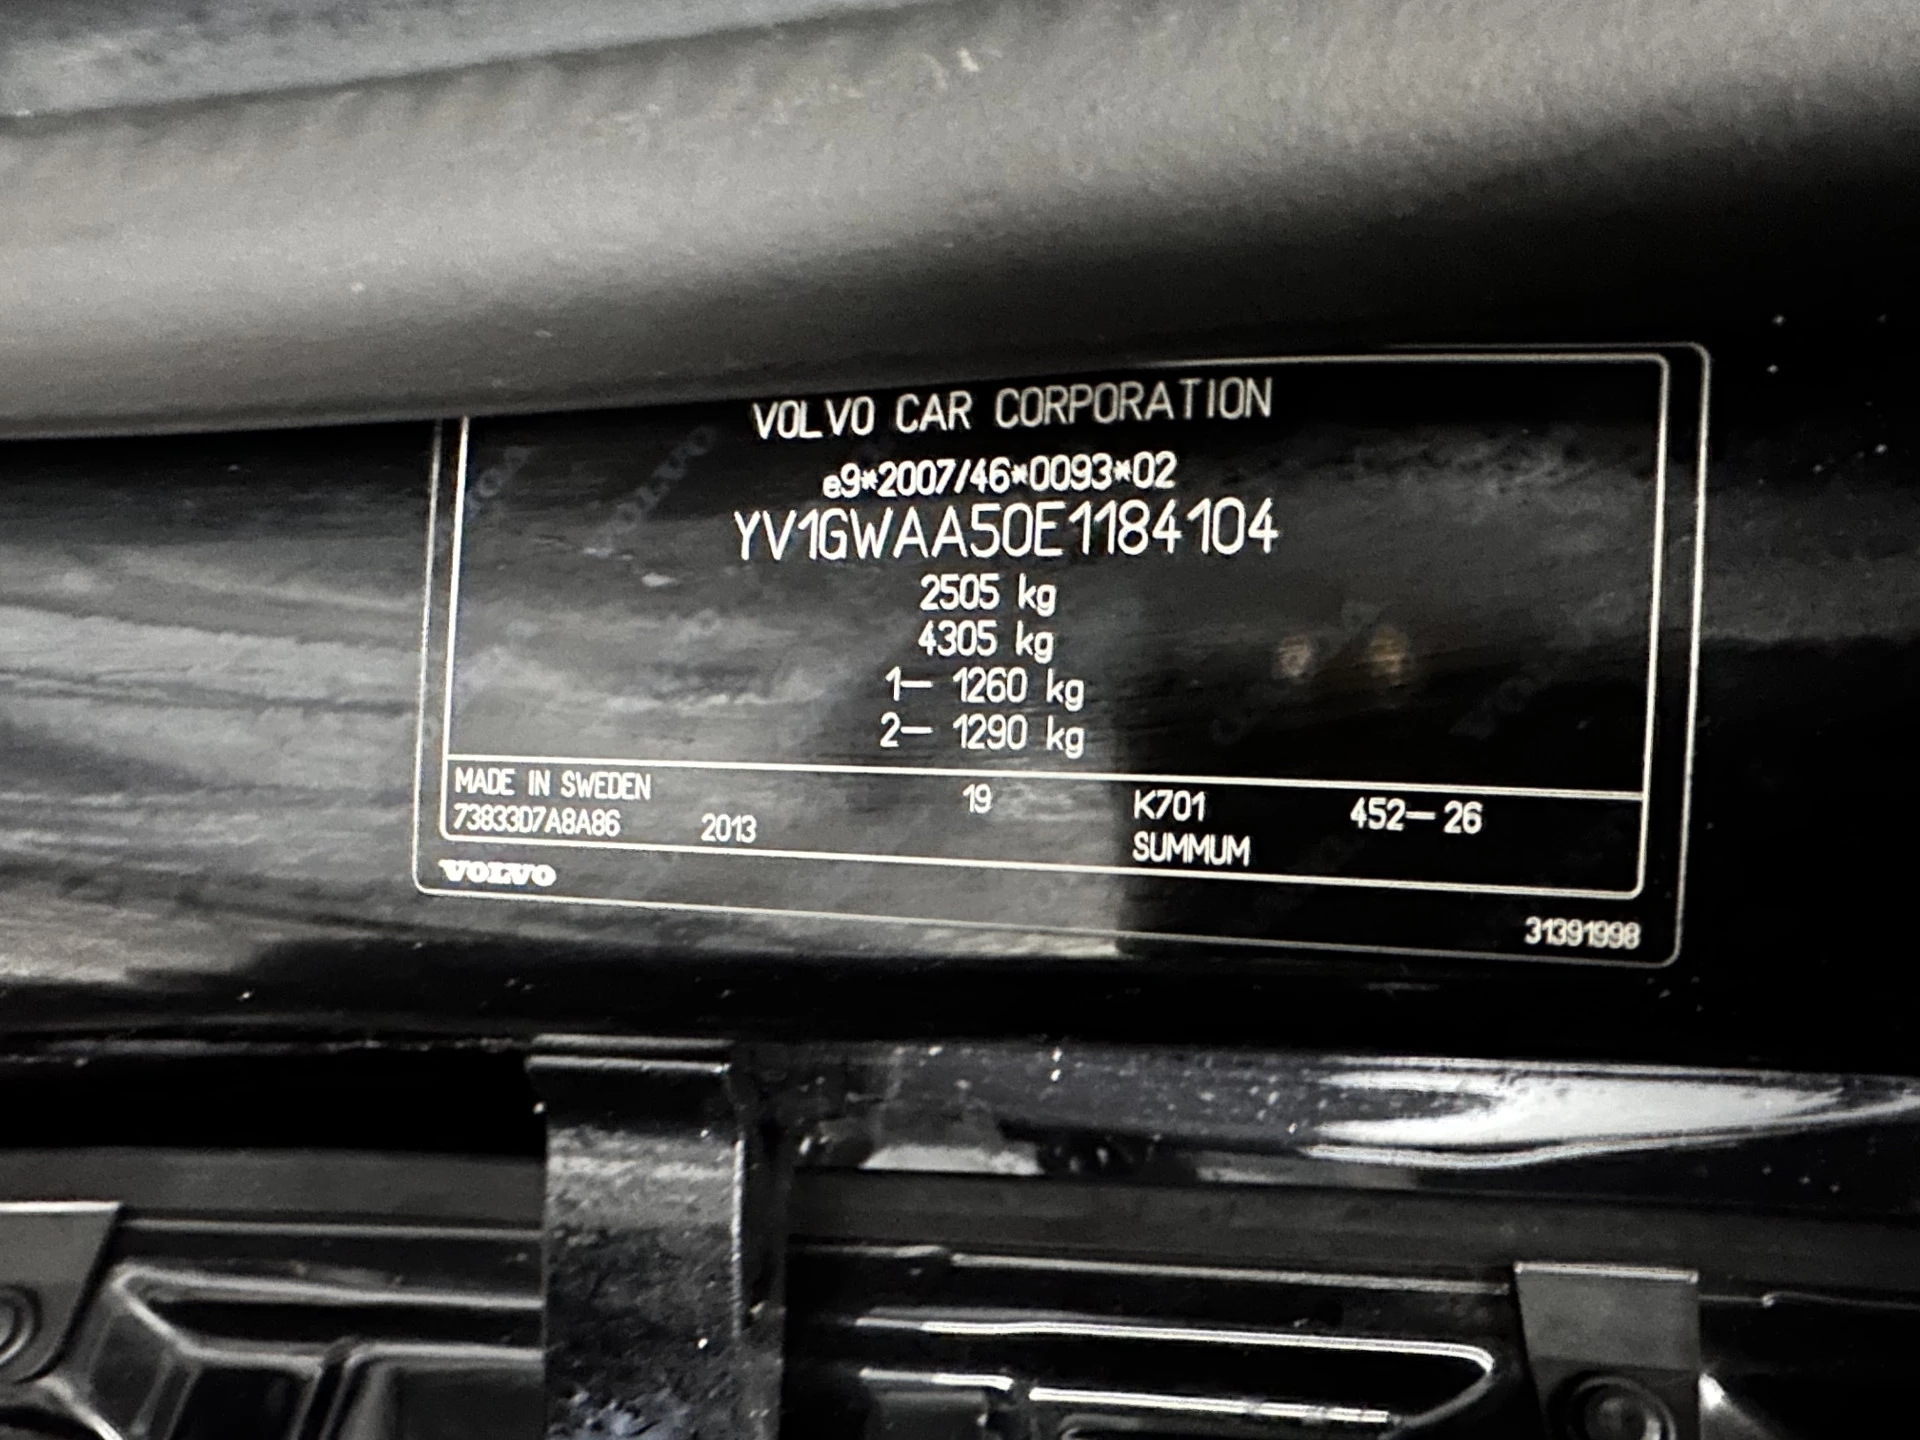 VOLVO CAR CORPORATION
e9*2007/46*0093*02
YV1GWAA50E1184104
2505 kg
4305 kg
1- 1260 kg
2- 1290 kg
MADE IN SWEDEN 19 K701 452-26
7383307A8A86 2013 SUMMUM
VOLVO
31391998